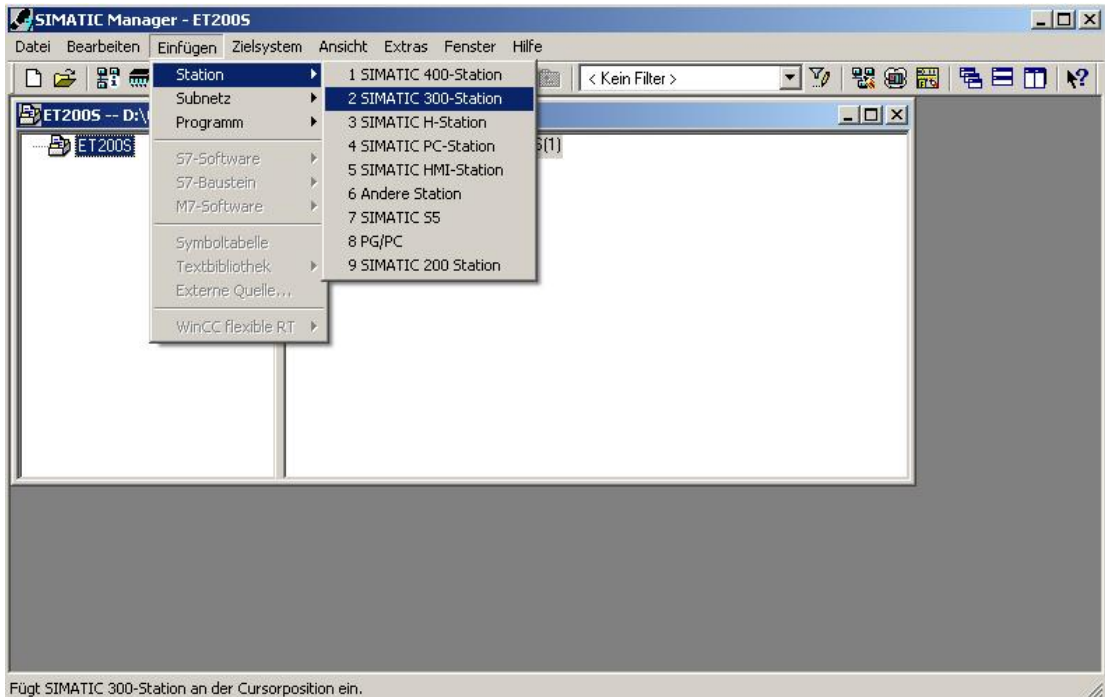 SIMATIC Manager - ET200S
Datei Bearbeiten Einfügen Zielsystem Ansicht Extras Fenster Hilfe
< Kein Filter >
ET200S -- D:\
ET200S
S(1)
Station
Subnetz
Programm
S7-Software
S7-Baustein
M7-Software
Symboltabelle
Textbibliothek
Externe Quelle...
WinCC flexible RT
1 SIMATIC 400-Station
2 SIMATIC 300-Station
3 SIMATIC H-Station
4 SIMATIC PC-Station
5 SIMATIC HMI-Station
6 Andere Station
7 SIMATIC S5
8 PG/PC
9 SIMATIC 200 Station
Fügt SIMATIC 300-Station an der Cursorposition ein.